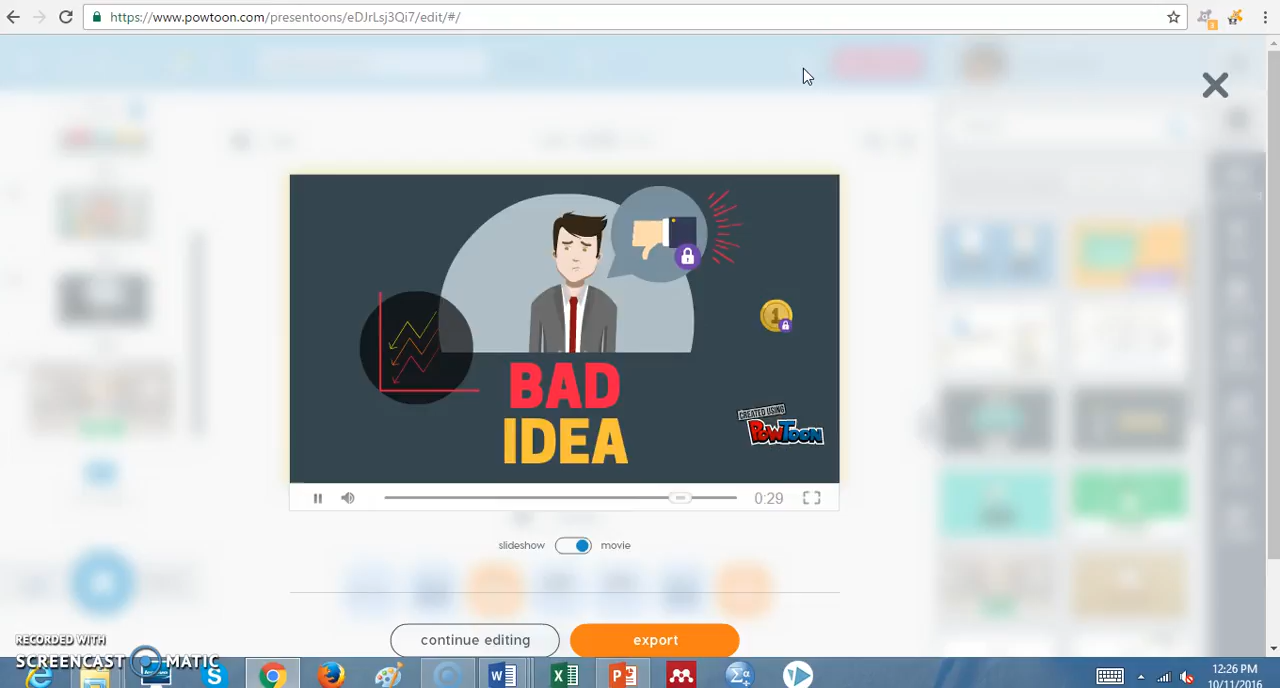 https://www.powtoon.com/presentoons/eDJrLsj3Qi7/edit/#/
1
BAD
IDEA
CREATED USING
POWTOON
0:29
slideshow movie
continue editing export
RECORDED WITH
SCREENCAST MATIC
12:26 PM
10/11/2016